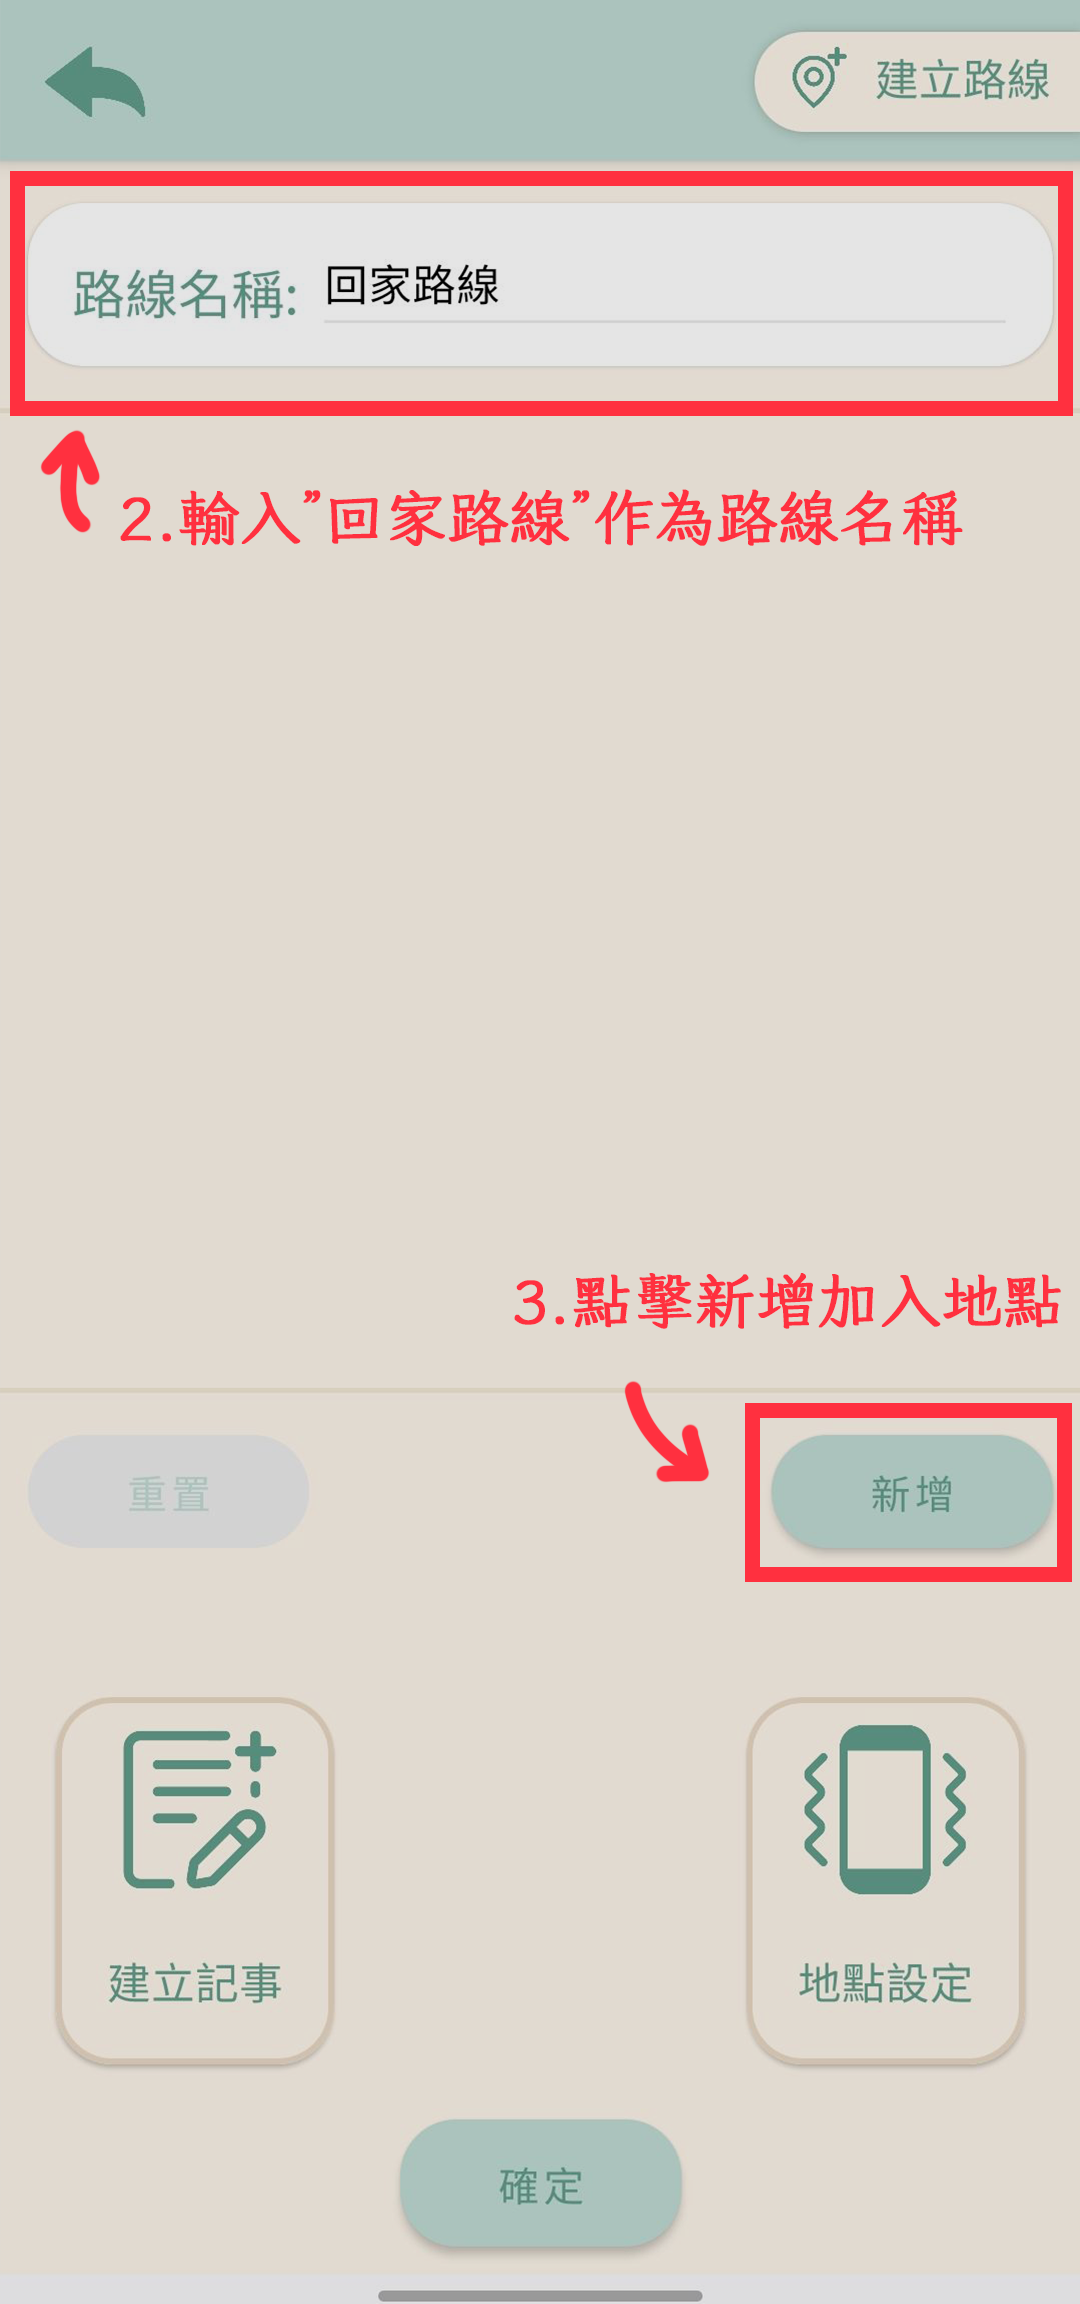 建立路線
路線名稱: 回家路線
2.輸入”回家路線”作為路線名稱
3.點擊新增加入地點
重置
新增
建立記事
地點設定
確定